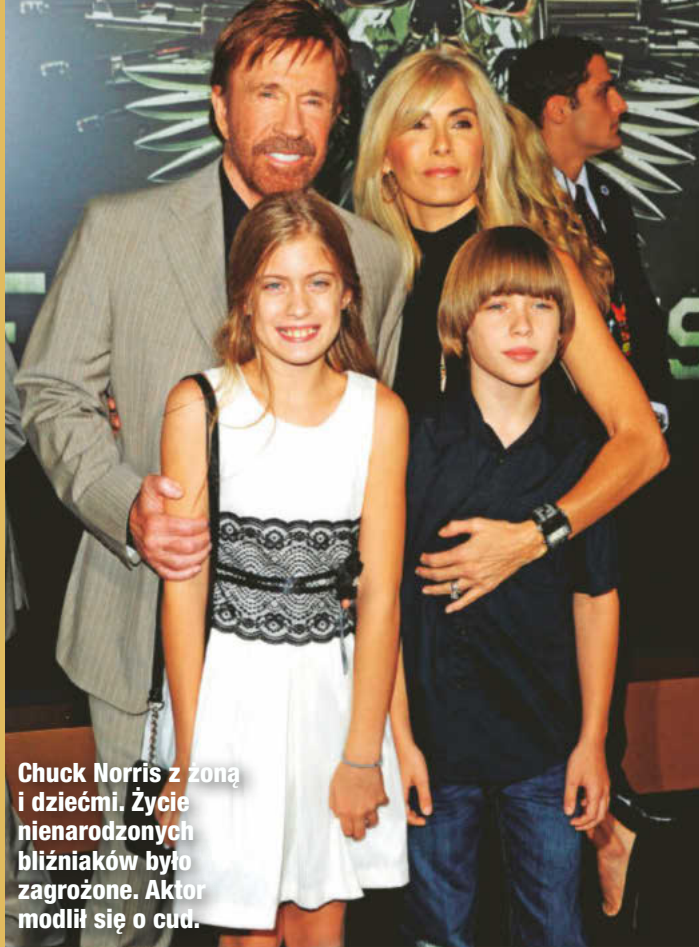 Chuck Norris z żoną
i dziećmi. Życie
nienarodzonych
bliźniaków było
zagrożone. Aktor
modlił się o cud.